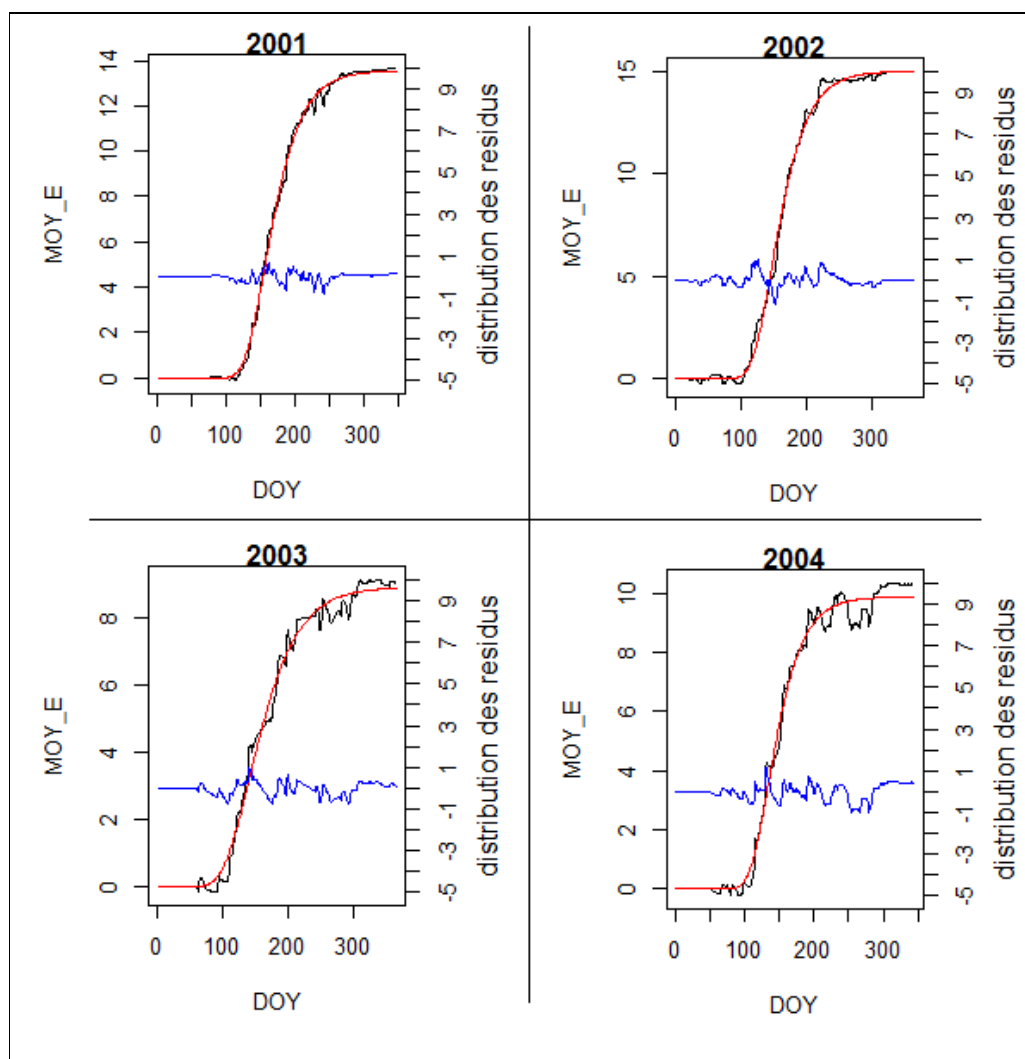 2001
MOY_E
0 2 4 6 8 10 12 14
-5 -3 -1 1 3 5 7 9
distribution des residus
0 100 200 300
DOY
2002
MOY_E
0 5 10 15
-5 -3 -1 1 3 5 7 9
distribution des residus
0 100 200 300
DOY
2003
MOY_E
0 2 4 6 8
-5 -3 -1 1 3 5 7 9
distribution des residus
0 100 200 300
DOY
2004
MOY_E
0 2 4 6 8 10
-5 -3 -1 1 3 5 7 9
distribution des residus
0 100 200 300
DOY